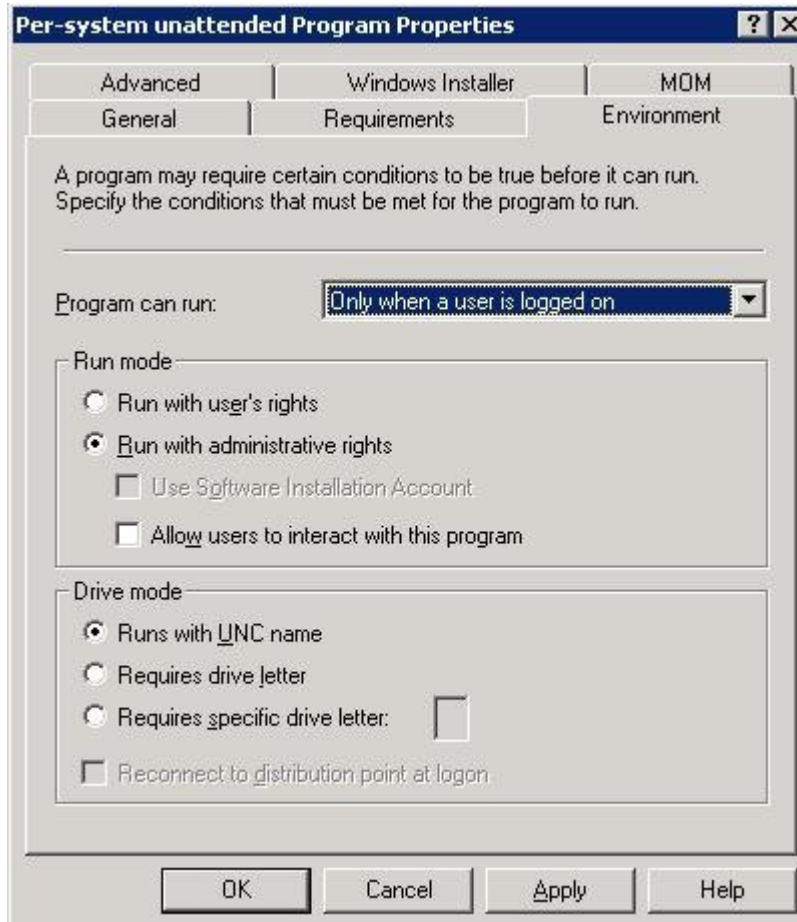 Per-system unattended Program Properties
Advanced Windows Installer MOM
General Requirements Environment
A program may require certain conditions to be true before it can run.
Specify the conditions that must be met for the program to run.
Program can run: Only when a user is logged on
Run mode
Run with user's rights
Run with administrative rights
Use Software Installation Account
Allow users to interact with this program
Drive mode
Runs with UNC name
Requires drive letter
Requires specific drive letter:
Reconnect to distribution point at logon
OK Cancel Apply Help